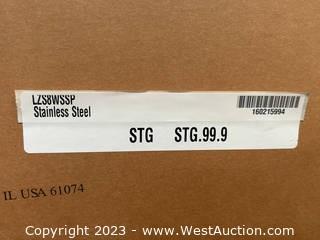 LZS8WSSP
Stainless Steel
160215994
STG STG.99.9
IL USA 61074
Copyright 2023 - www.WestAuction.com